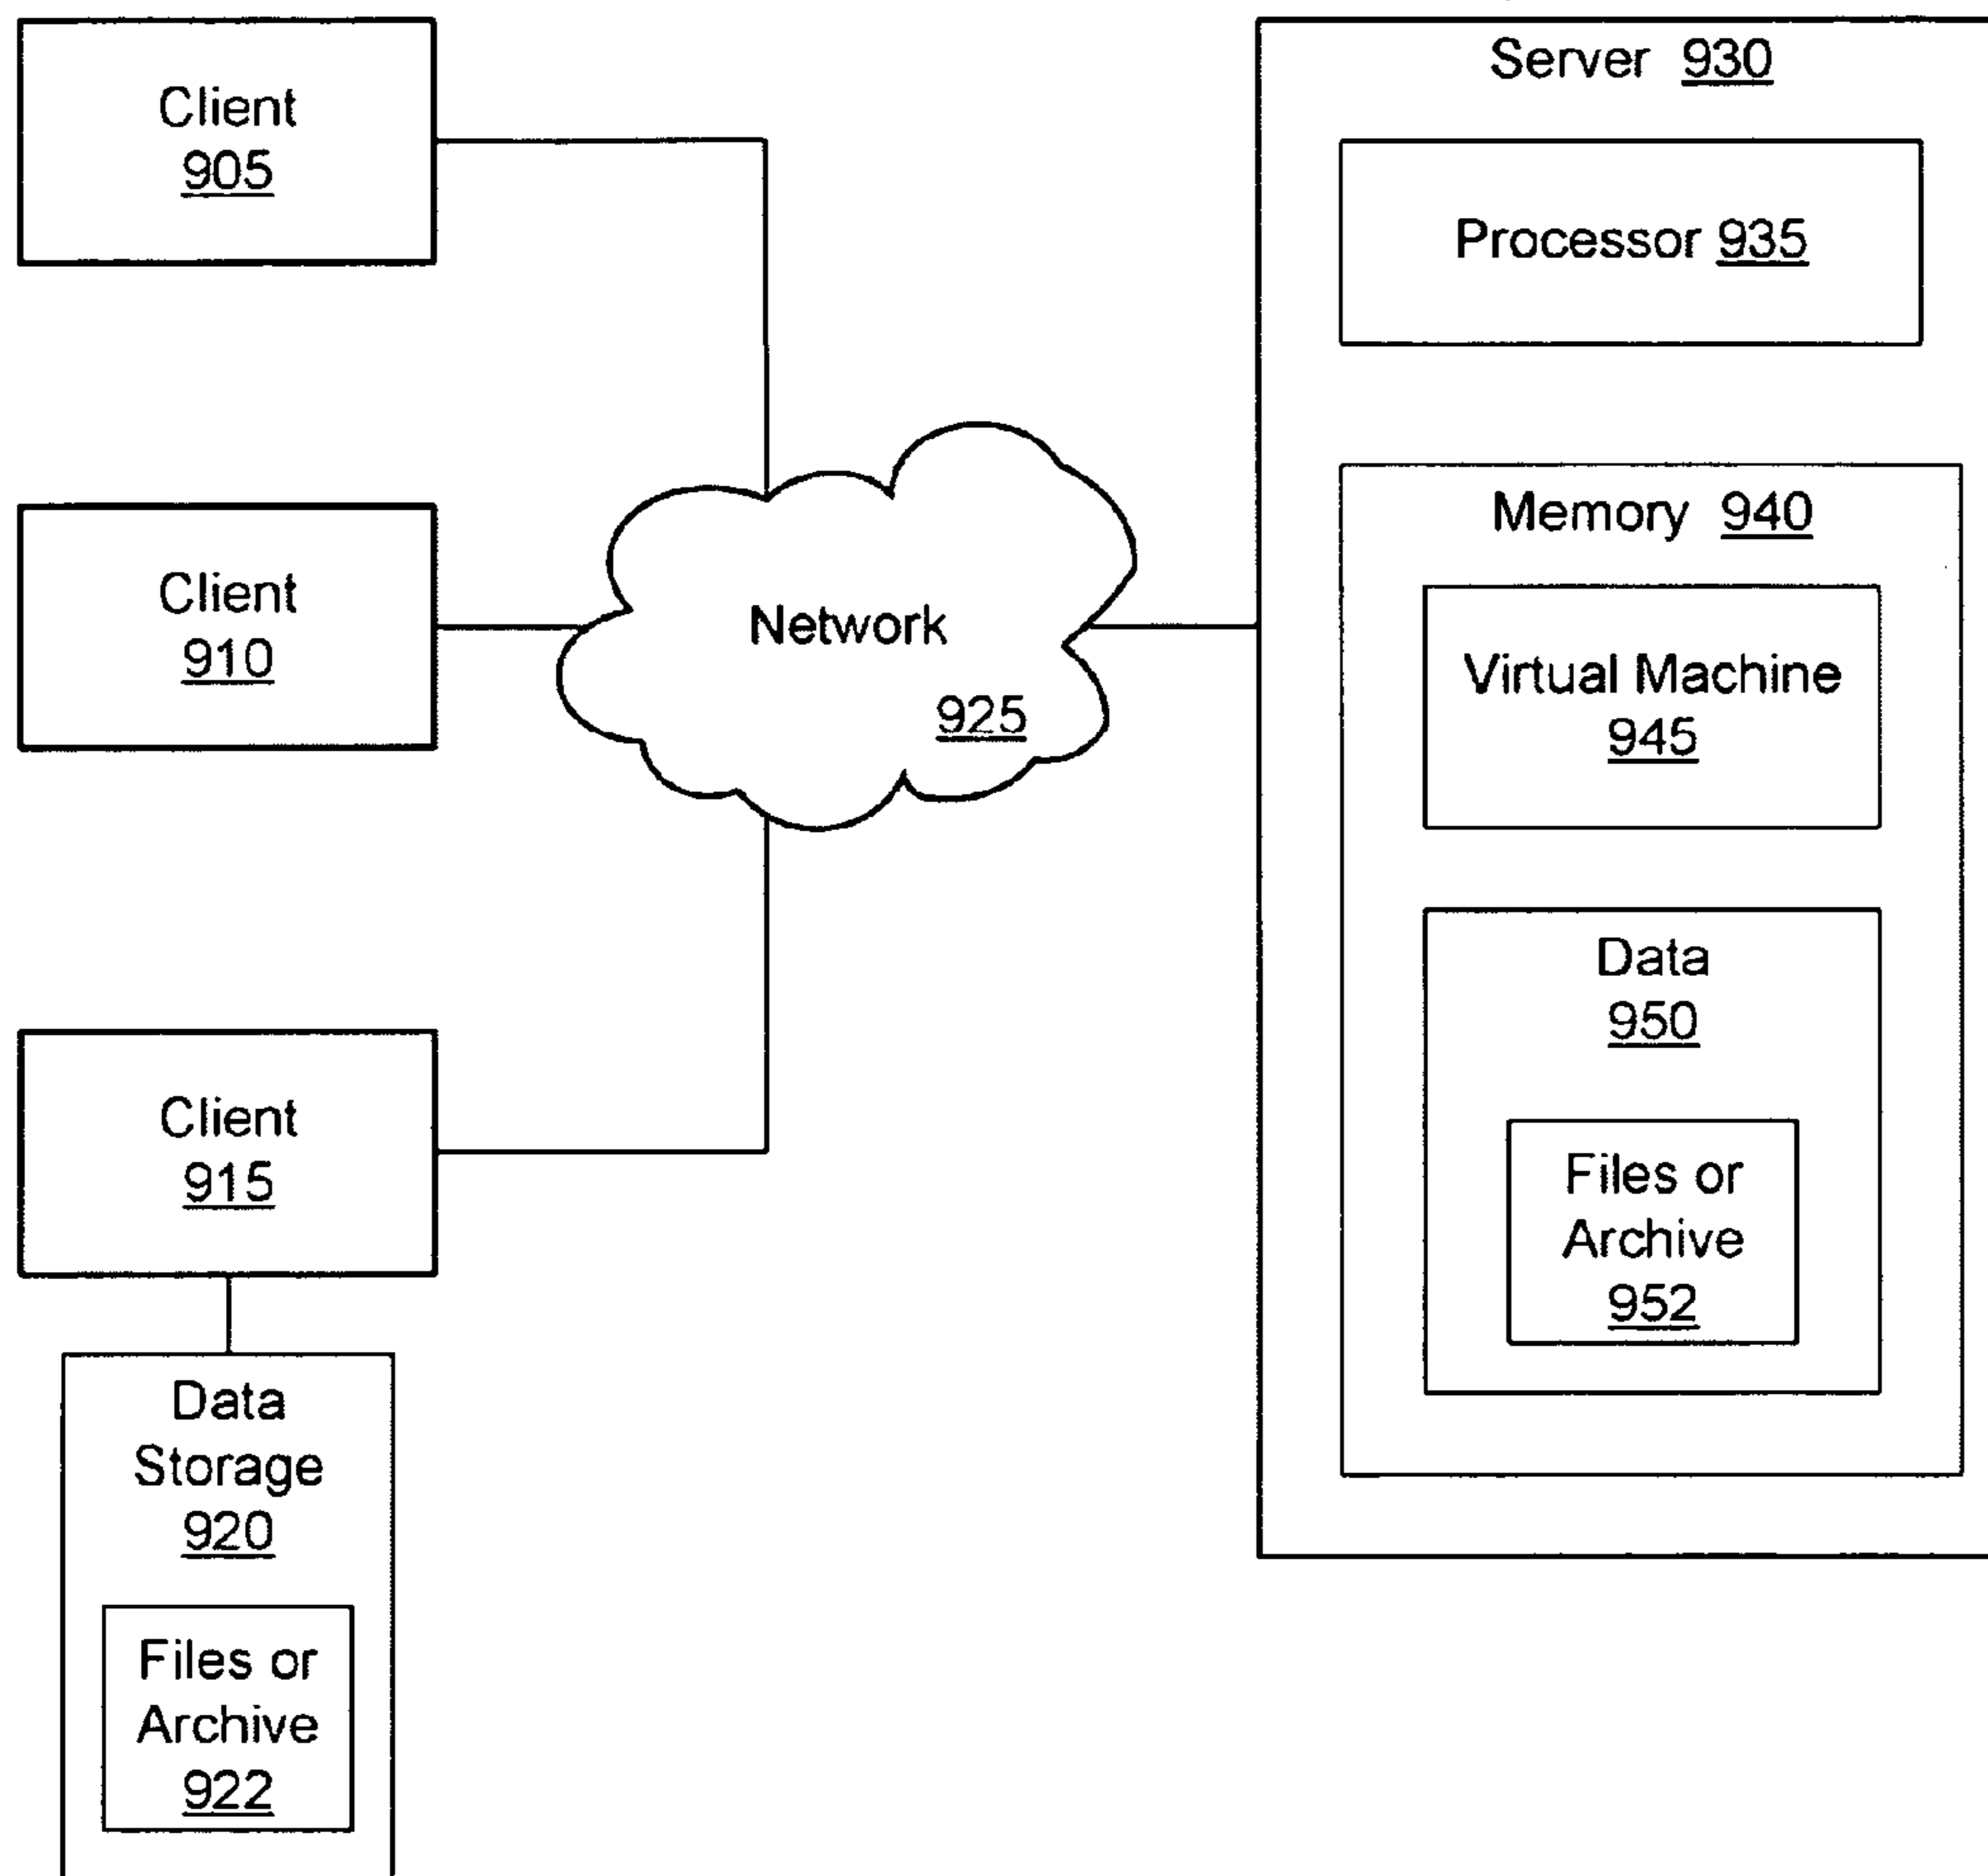 Client
905
Client
910
Client
915
Data
Storage
920
Files or
Archive
922
Network
925
Server 930
Processor 935
Memory 940
Virtual Machine
945
Data
950
Files or
Archive
952